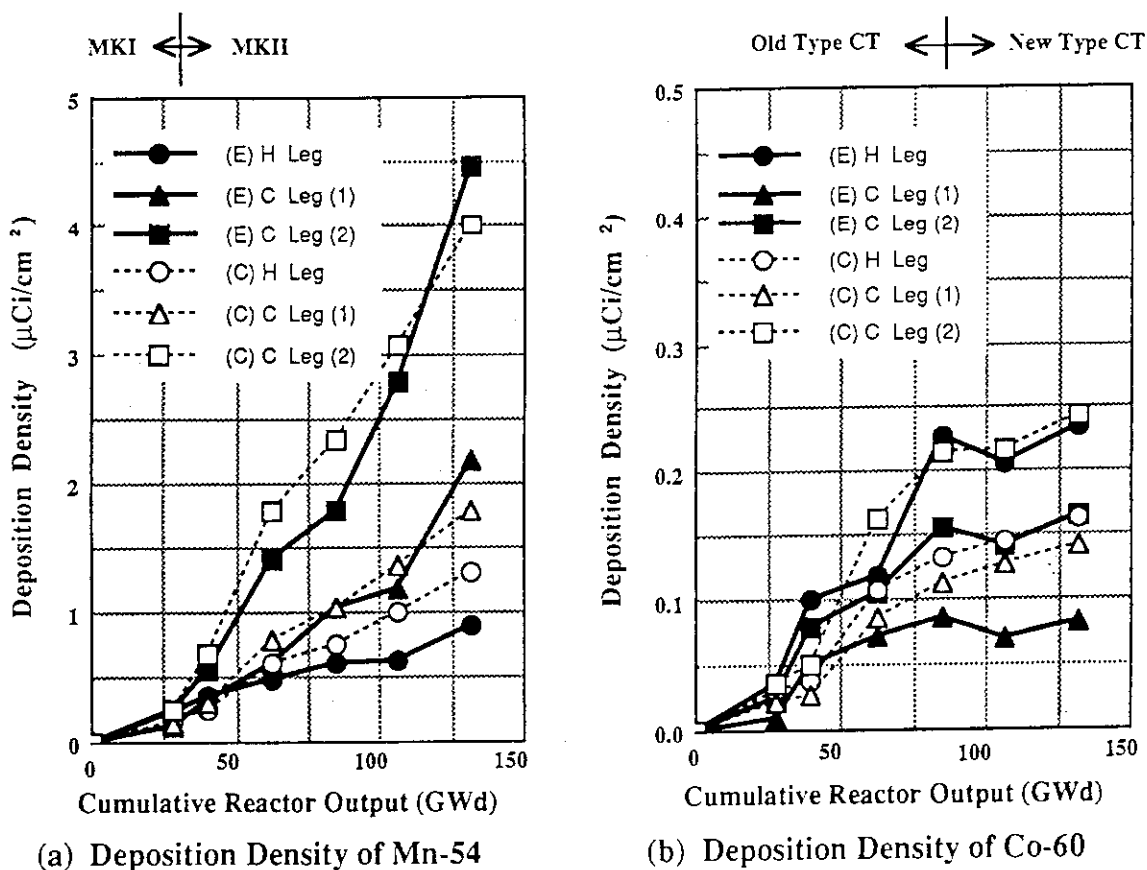 MKI MKII
5
4
3
2
1
0
0 50 100 150
Deposition Density (μCi/cm ²)
(E) H Leg
(E) C Leg (1)
(E) C Leg (2)
(C) H Leg
(C) C Leg (1)
(C) C Leg (2)
Cumulative Reactor Output (GWd)
(a) Deposition Density of Mn-54
Old Type CT New Type CT
0.5
0.4
0.3
0.2
0.1
0.0
0 50 100 150
Deposition Density (μCi/cm ²)
(E) H Leg
(E) C Leg (1)
(E) C Leg (2)
(C) H Leg
(C) C Leg (1)
(C) C Leg (2)
Cumulative Reactor Output (GWd)
(b) Deposition Density of Co-60